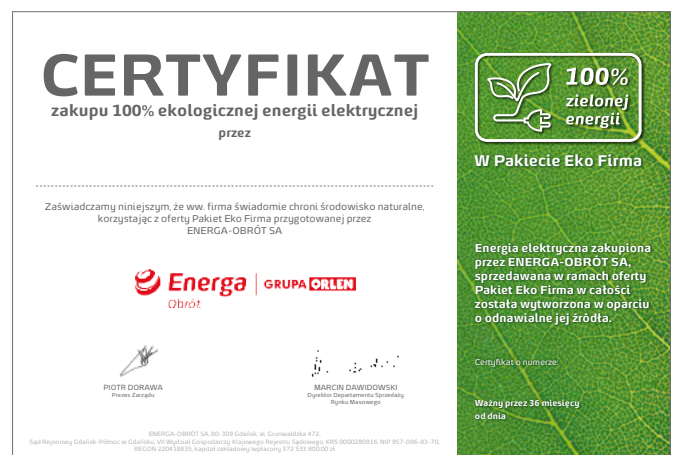 CERTYFIKAT
zakupu 100% ekologicznej energii elektrycznej
przez
Zaświadczamy niniejszym, że ww. firma świadomie chroni środowisko naturalne,
korzystając z oferty Pakiet Eko Firma przygotowanej przez
ENERGA-OBRÓT SA
Energa GRUPA ORLEN
Obrót
PIOTR DORAWA
Prezes Zarządu
MARCIN DAWIDOWSKI
Dyrektor Departamentu Sprzedaży
Rynku Masowego
ENERGA-OBRÓT SA, 80-309 Gdańsk, al. Grunwaldzka 472,
Sąd Rejonowy Gdańsk-Północ w Gdańsku, VII Wydział Gospodarczy Krajowego Rejestru Sądowego, KRS 0000280916, NIP 957-096-83-70,
REGON 220418835, kapitał zakładowy/wpłacony 372 533 800,00 zł
100%
zielonej
energii
W Pakiecie Eko Firma
Energia elektryczna zakupiona
przez ENERGA-OBRÓT SA,
sprzedawana w ramach oferty
Pakiet Eko Firma w całości
została wytworzona w oparciu
o odnawialne jej źródła.
Certyfikat o numerze:
Ważny przez 36 miesięcy
od dnia